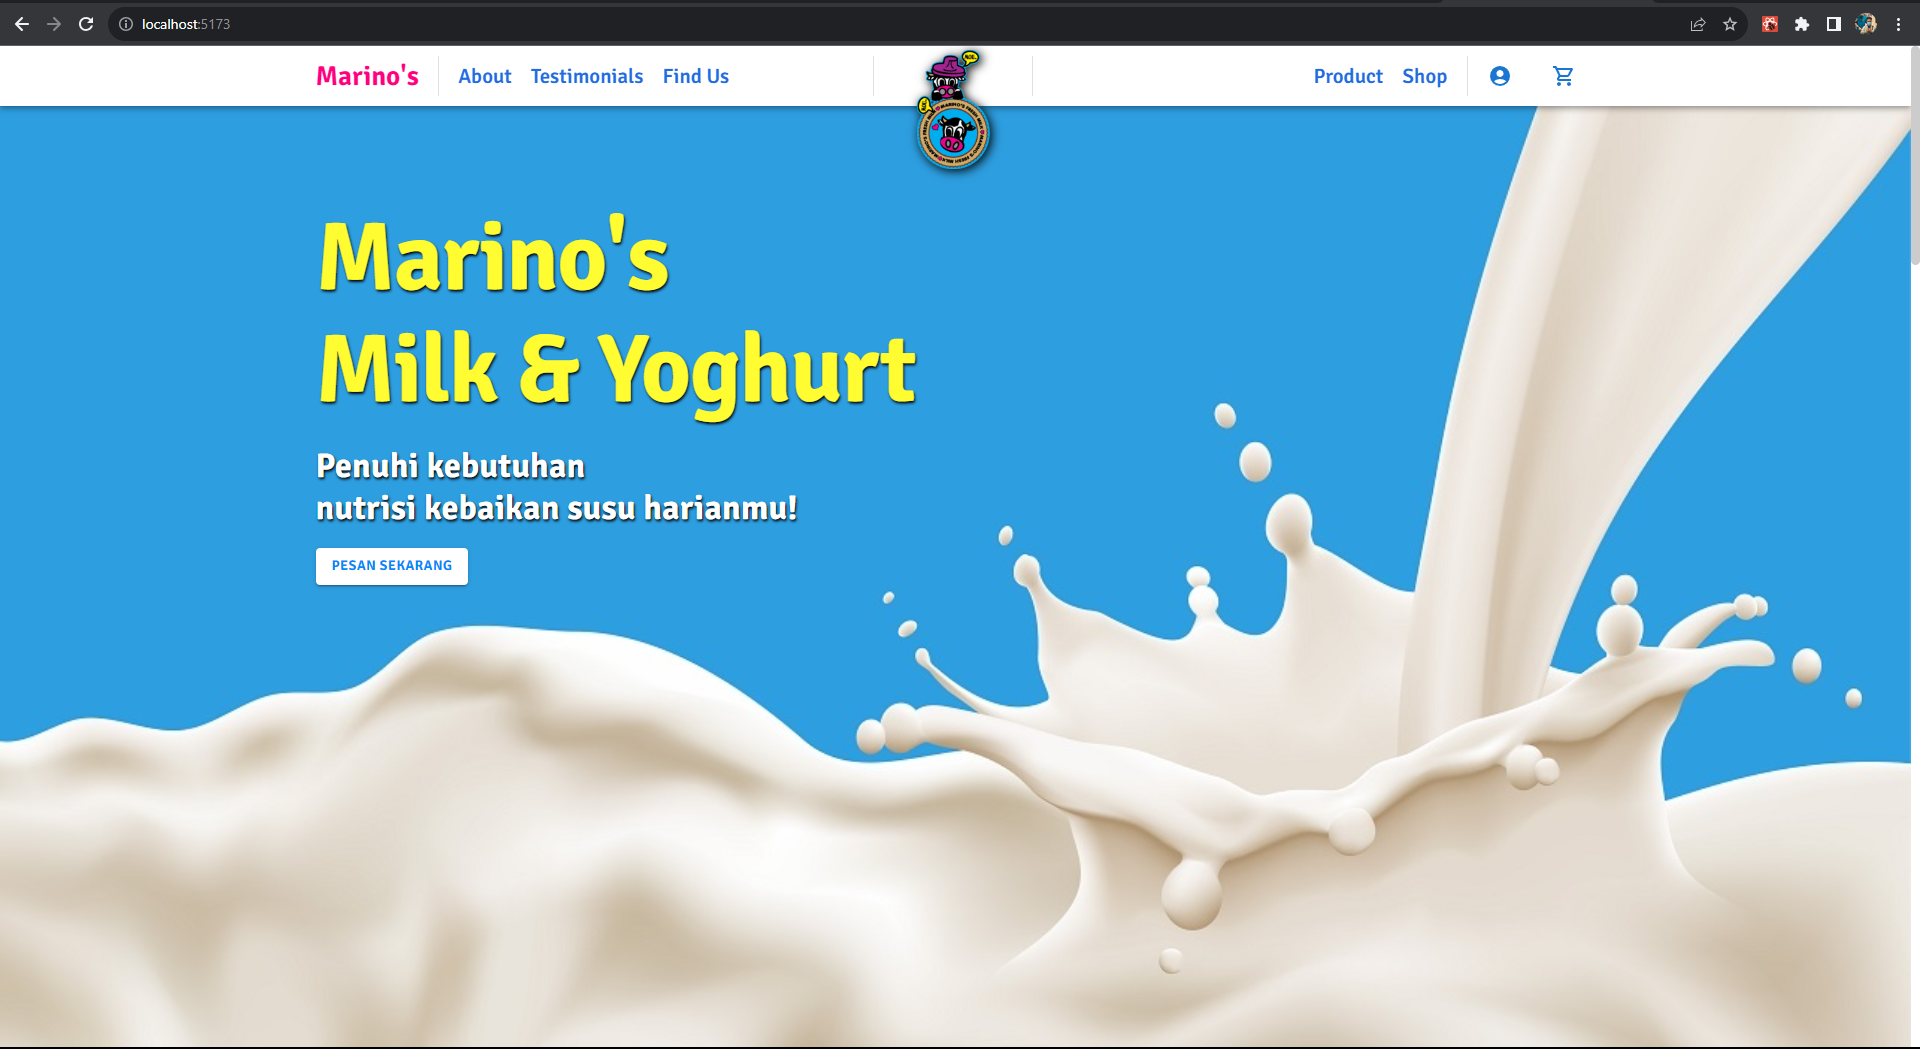 localhost:5173
Marino's
About Testimonials Find Us
Product Shop
Marino's
Milk & Yoghurt
Penuhi kebutuhan
nutrisi kebaikan susu harianmu!
PESAN SEKARANG